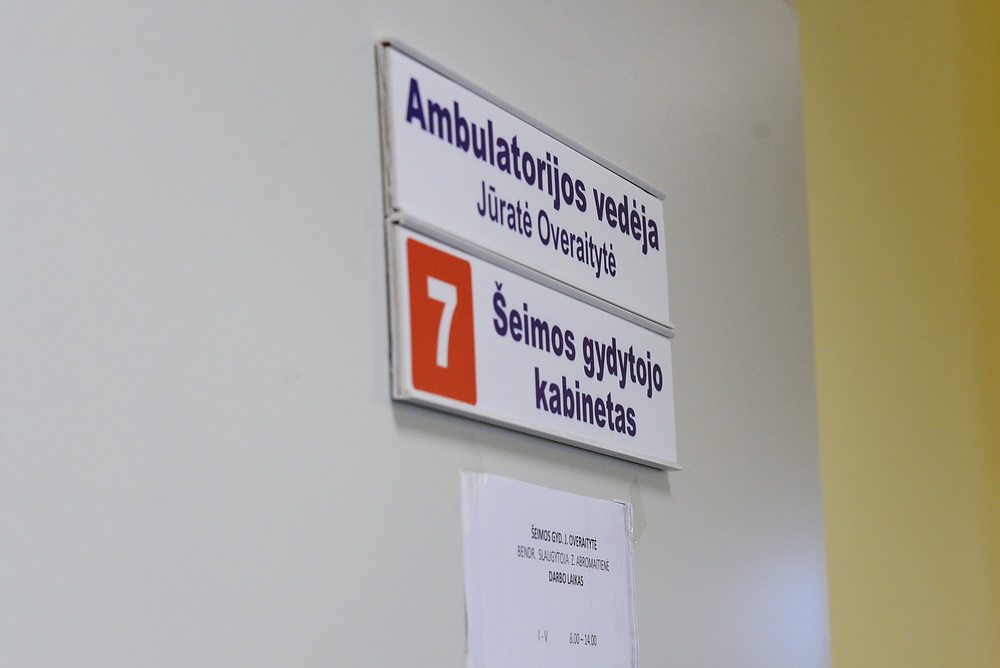 Ambulatorijos vedėja
Jūratė Overaitytė
7
Šeimos gydytojo
kabinetas
ŠEIMOS GYD. J. OVERAITYTĖ
BENDR. SLAUGYTOJA Z. ABROMAITIENĖ
DARBO LAIKAS
I - V 8.00 – 14.00